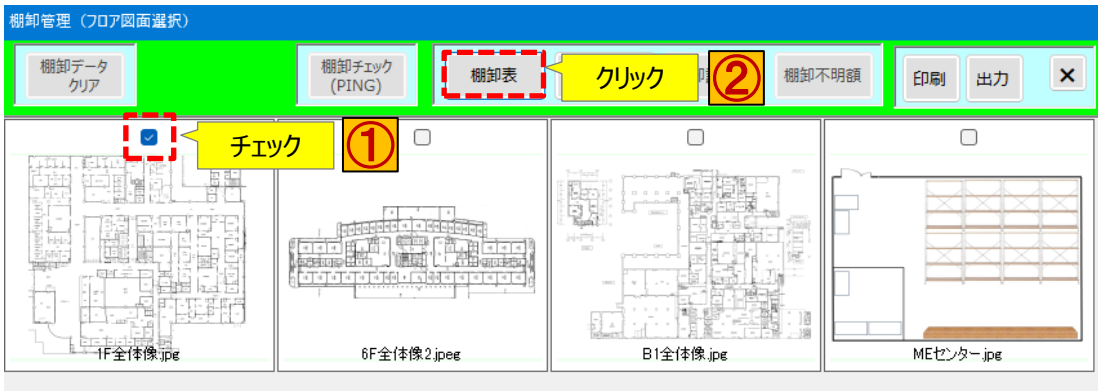 棚卸管理（フロア図面選択）
棚卸データ
クリア
棚卸チェック
(PING)
棚卸表
クリック
②
棚卸不明額
印刷
出力
×
チェック
①
1F全体像.jpg
6F全体像2.jpeg
B1全体像.jpg
MEセンター.jpg